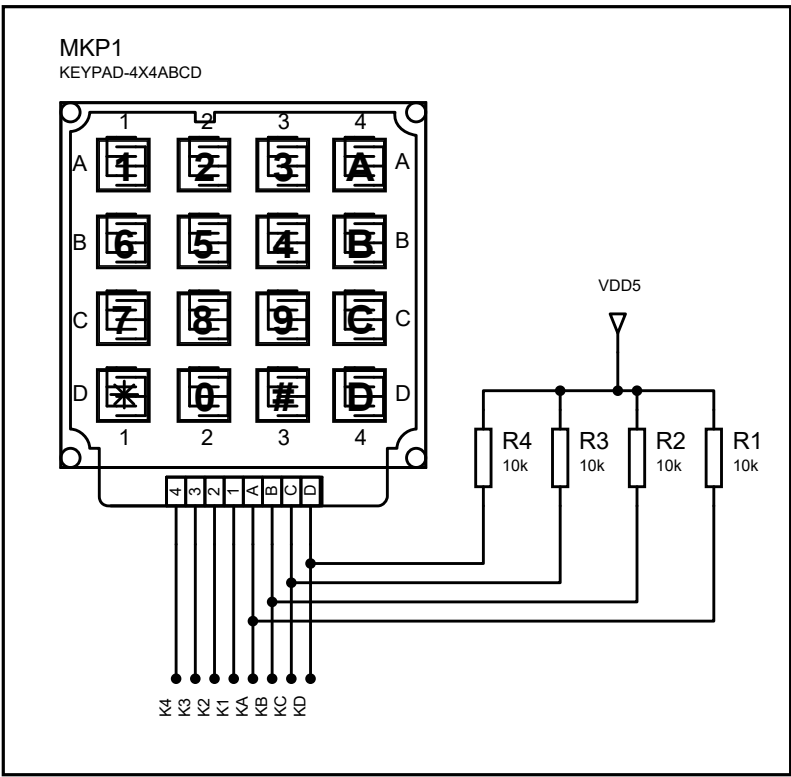 MKP1
KEYPAD-4X4ABCD
1 2 3 4
A 1 2 3 A A
B 6 5 4 B B
C 7 8 9 C C
D * 0 # D D
1 2 3 4
4 3 2 1 A B C D
K4 K3 K2 K1 KA KB KC KD
VDD5
R4 R3 R2 R1
10k 10k 10k 10k